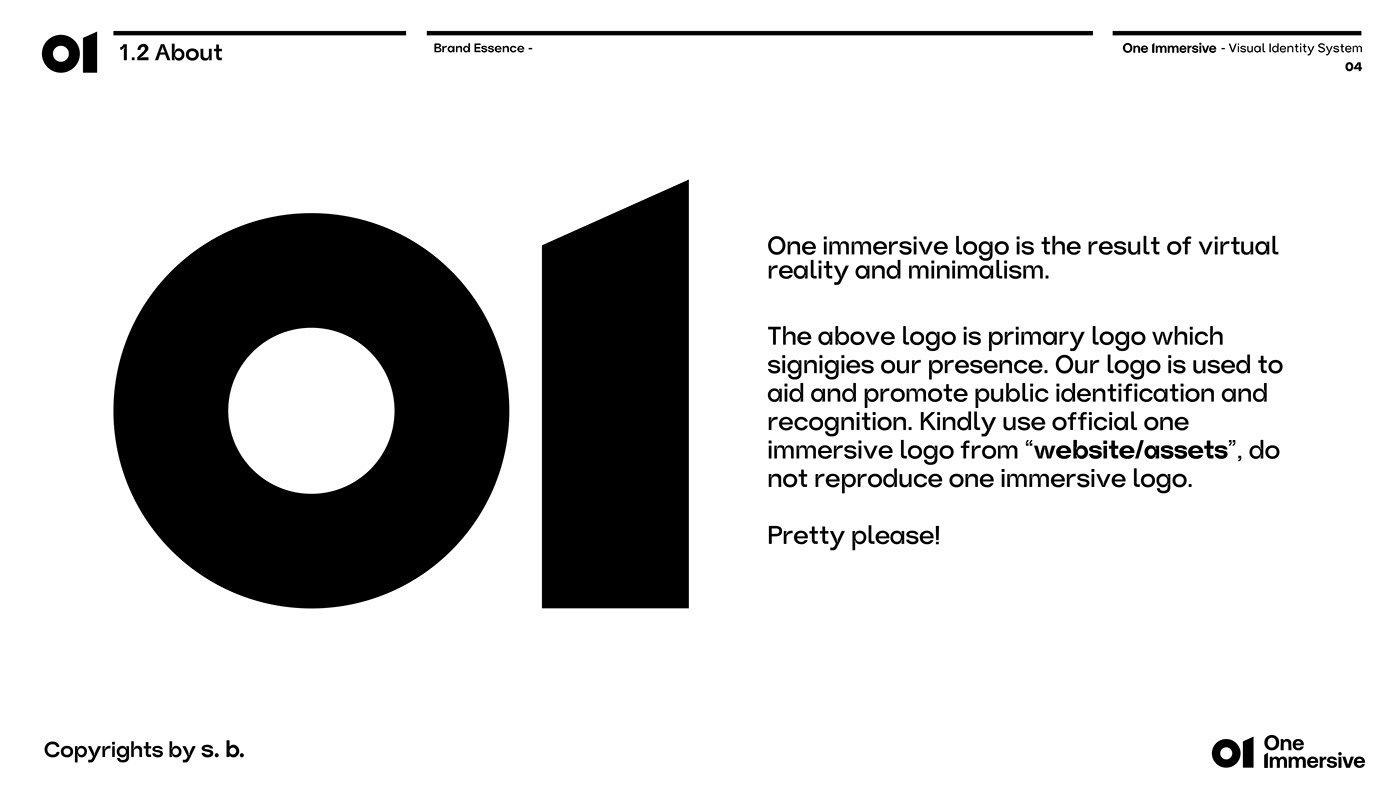 01
1.2 About
Brand Essence -
One Immersive - Visual Identity System
04
01
One immersive logo is the result of virtual
reality and minimalism.
The above logo is primary logo which
signigies our presence. Our logo is used to
aid and promote public identification and
recognition. Kindly use official one
immersive logo from “website/assets”, do
not reproduce one immersive logo.
Pretty please!
Copyrights by s. b.
01 One
Immersive